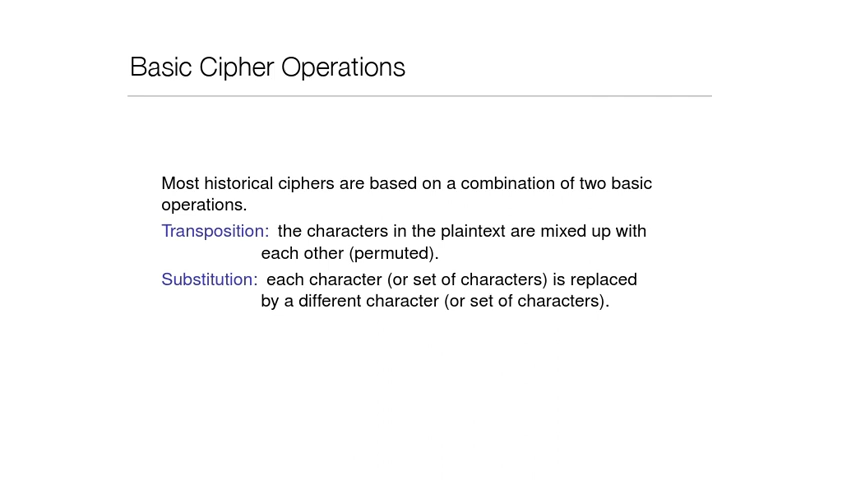 Basic Cipher Operations
Most historical ciphers are based on a combination of two basic
operations.
Transposition: the characters in the plaintext are mixed up with
each other (permuted).
Substitution: each character (or set of characters) is replaced
by a different character (or set of characters).